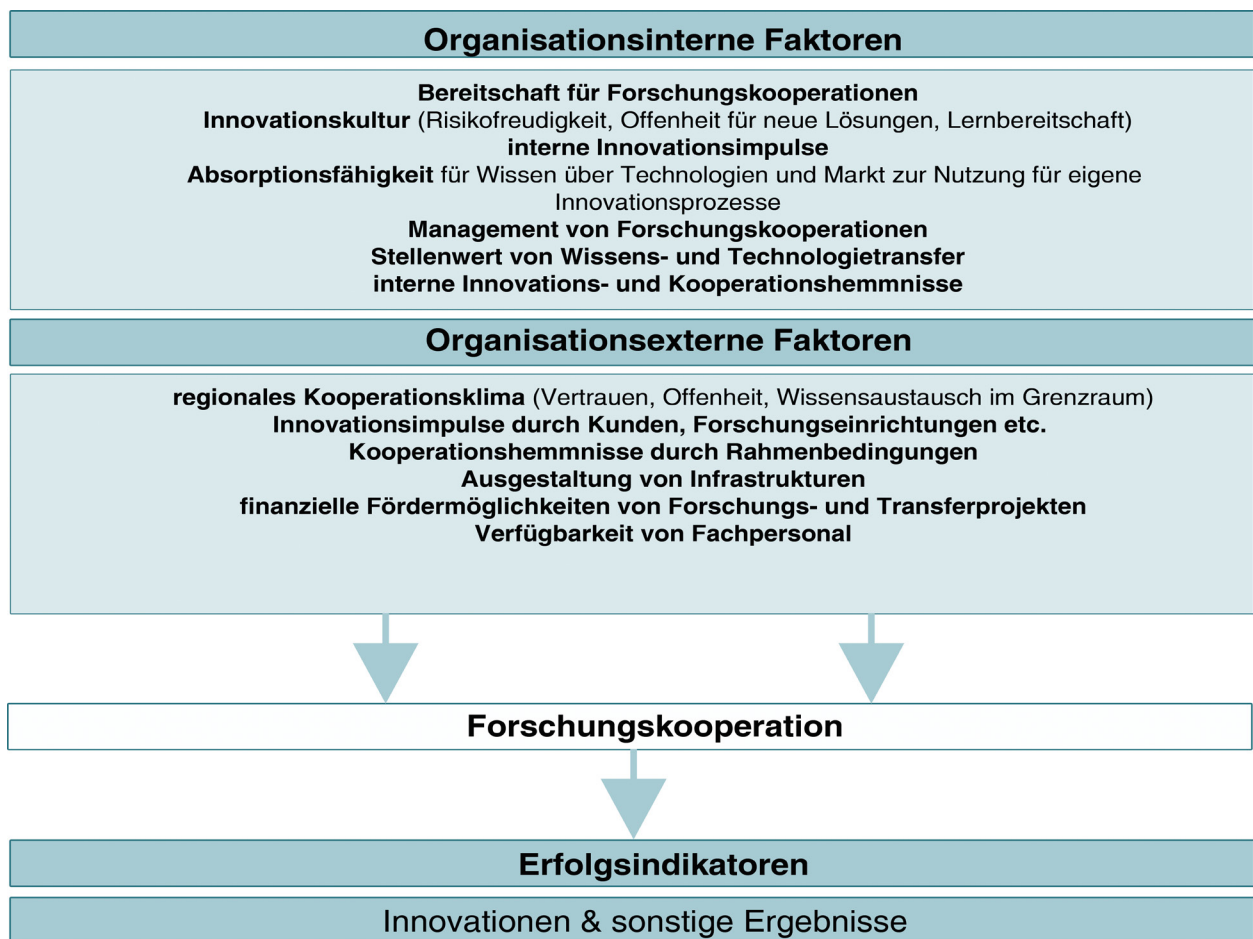 Organisationsinterne Faktoren
Bereitschaft für Forschungskooperationen
Innovationskultur (Risikofreudigkeit, Offenheit für neue Lösungen, Lernbereitschaft)
interne Innovationsimpulse
Absorptionsfähigkeit für Wissen über Technologien und Markt zur Nutzung für eigene
Innovationsprozesse
Management von Forschungskooperationen
Stellenwert von Wissens- und Technologietransfer
interne Innovations- und Kooperationshemmnisse
Organisationsexterne Faktoren
regionales Kooperationsklima (Vertrauen, Offenheit, Wissensaustausch im Grenzraum)
Innovationsimpulse durch Kunden, Forschungseinrichtungen etc.
Kooperationshemmnisse durch Rahmenbedingungen
Ausgestaltung von Infrastrukturen
finanzielle Fördermöglichkeiten von Forschungs- und Transferprojekten
Verfügbarkeit von Fachpersonal
Forschungskooperation
Erfolgsindikatoren
Innovationen & sonstige Ergebnisse